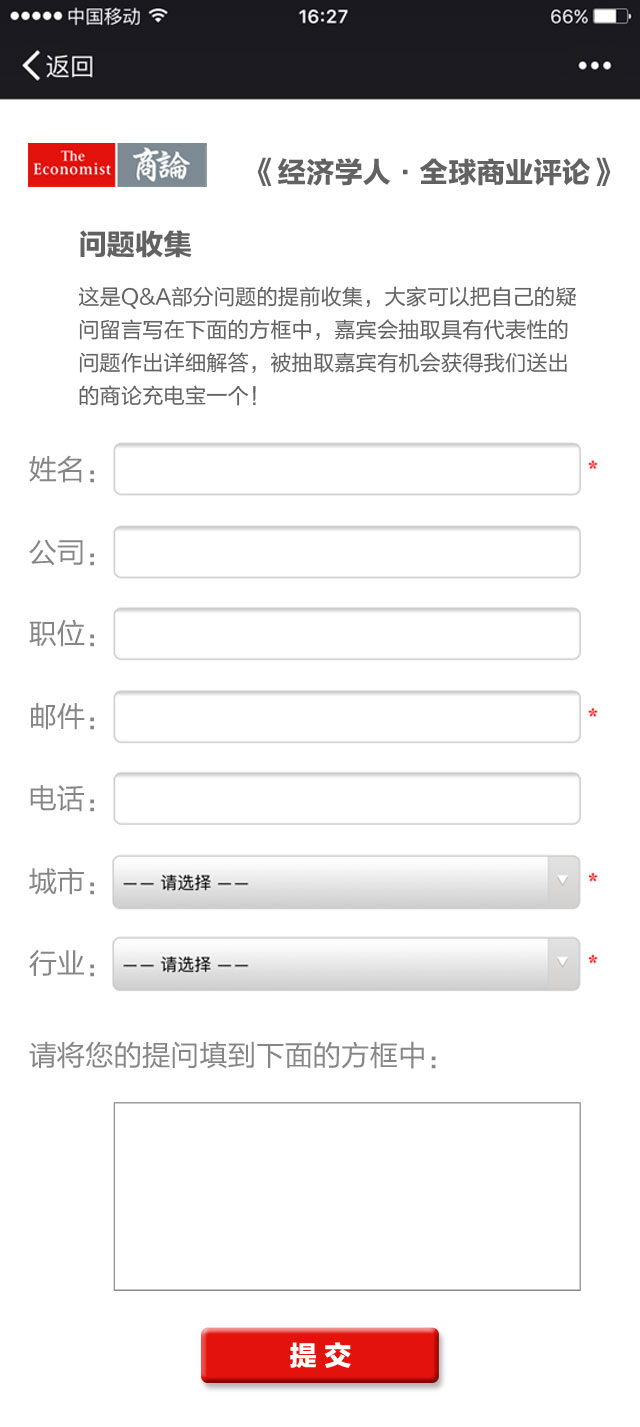 中国移动
16:27
66%
返回
The
Economist
商論
《经济学人·全球商业评论》
问题收集
这是Q&A部分问题的提前收集，大家可以把自己的疑
问留言写在下面的方框中，嘉宾会抽取具有代表性的
问题作出详细解答，被抽取嘉宾有机会获得我们送出
的商论充电宝一个！
姓名： *
公司：
职位：
邮件： *
电话：
城市： —— 请选择 —— *
行业： —— 请选择 —— *
请将您的提问填到下面的方框中：
提 交